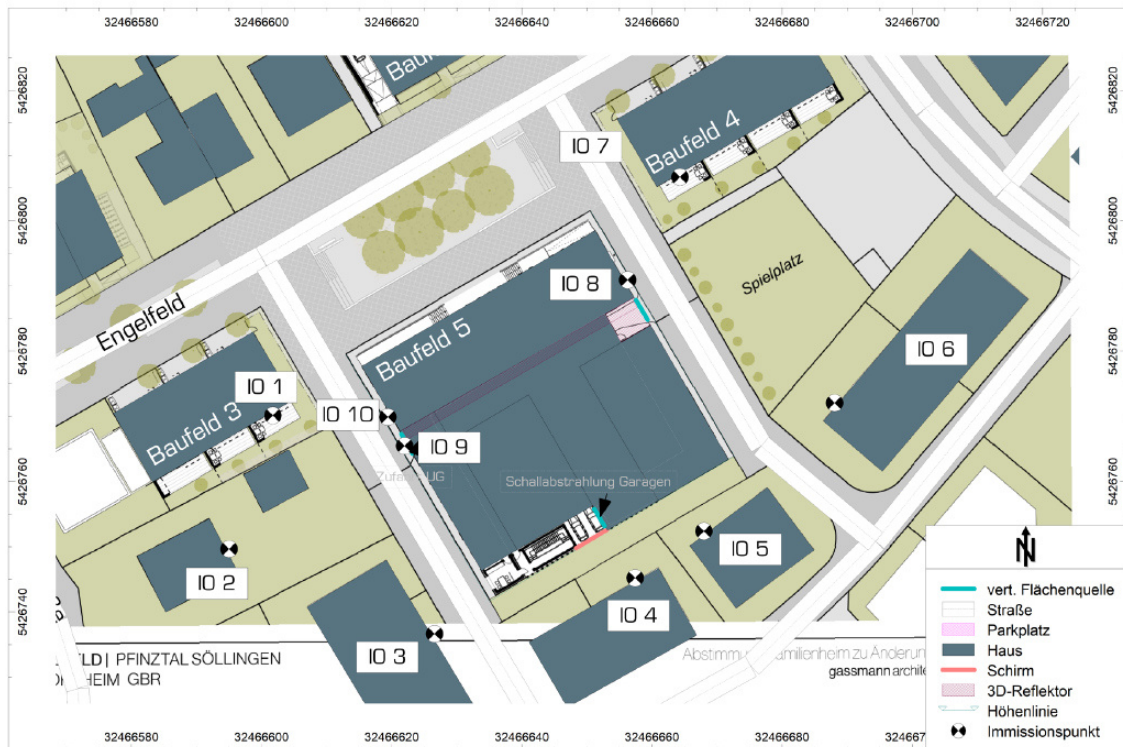 32466580 32466600 32466620 32466640 32466660 32466680 32466700 32466720
5426820
5426820
5426800
5426800
5426780
5426780
5426760
5426760
5426740
Baufeld 4
IO 7
Spielplatz
IO 8
Engelfeld
Baufeld 5
IO 6
IO 1
Baufeld 3
IO 10
IO 9
Schallabstrahlung Garagen
IO 2
IO 5
IO 4
IO 3
PFINZTAL SÖLLINGEN
GBR
gassmann
N
vert. Flächenquelle
Straße
Parkplatz
Haus
Schirm
3D-Reflektor
Höhenlinie
Immissionspunkt
32466580 32466600 32466620 32466640 32466660 32466680